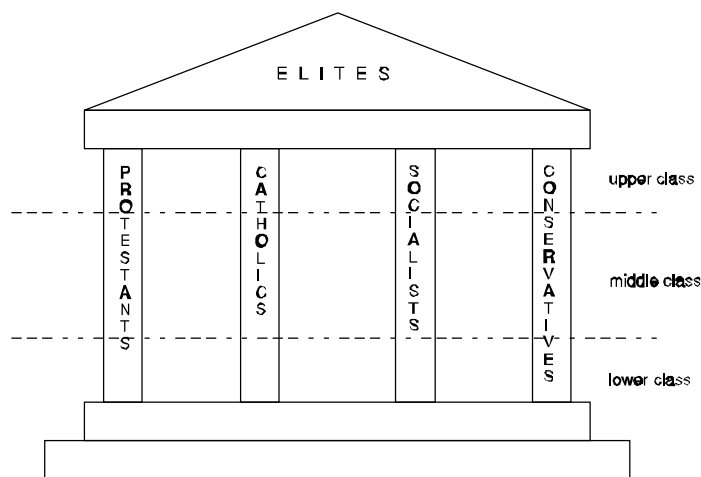 ELITES
PROTESTANTS
CATHOLICS
SOCIALISTS
CONSERVATIVES
upper class
middle class
lower class